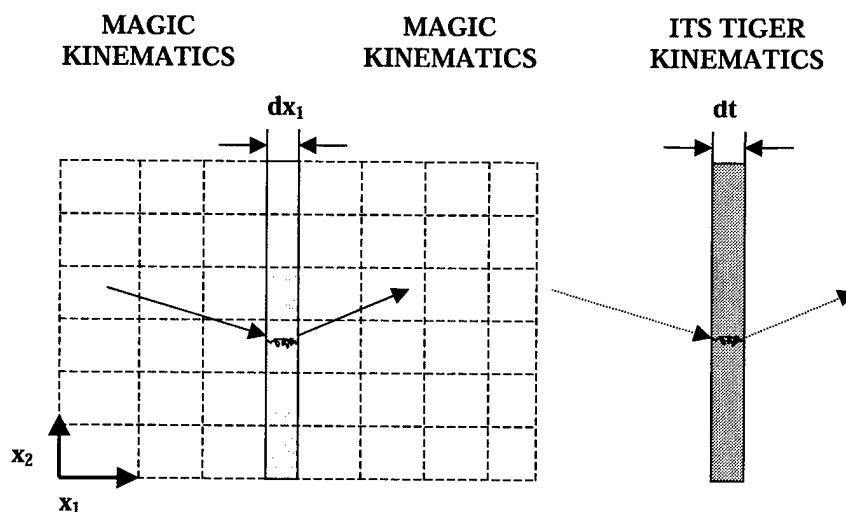 MAGIC
KINEMATICS
MAGIC
KINEMATICS
ITS TIGER
KINEMATICS
dx₁
dt
x₂
x₁